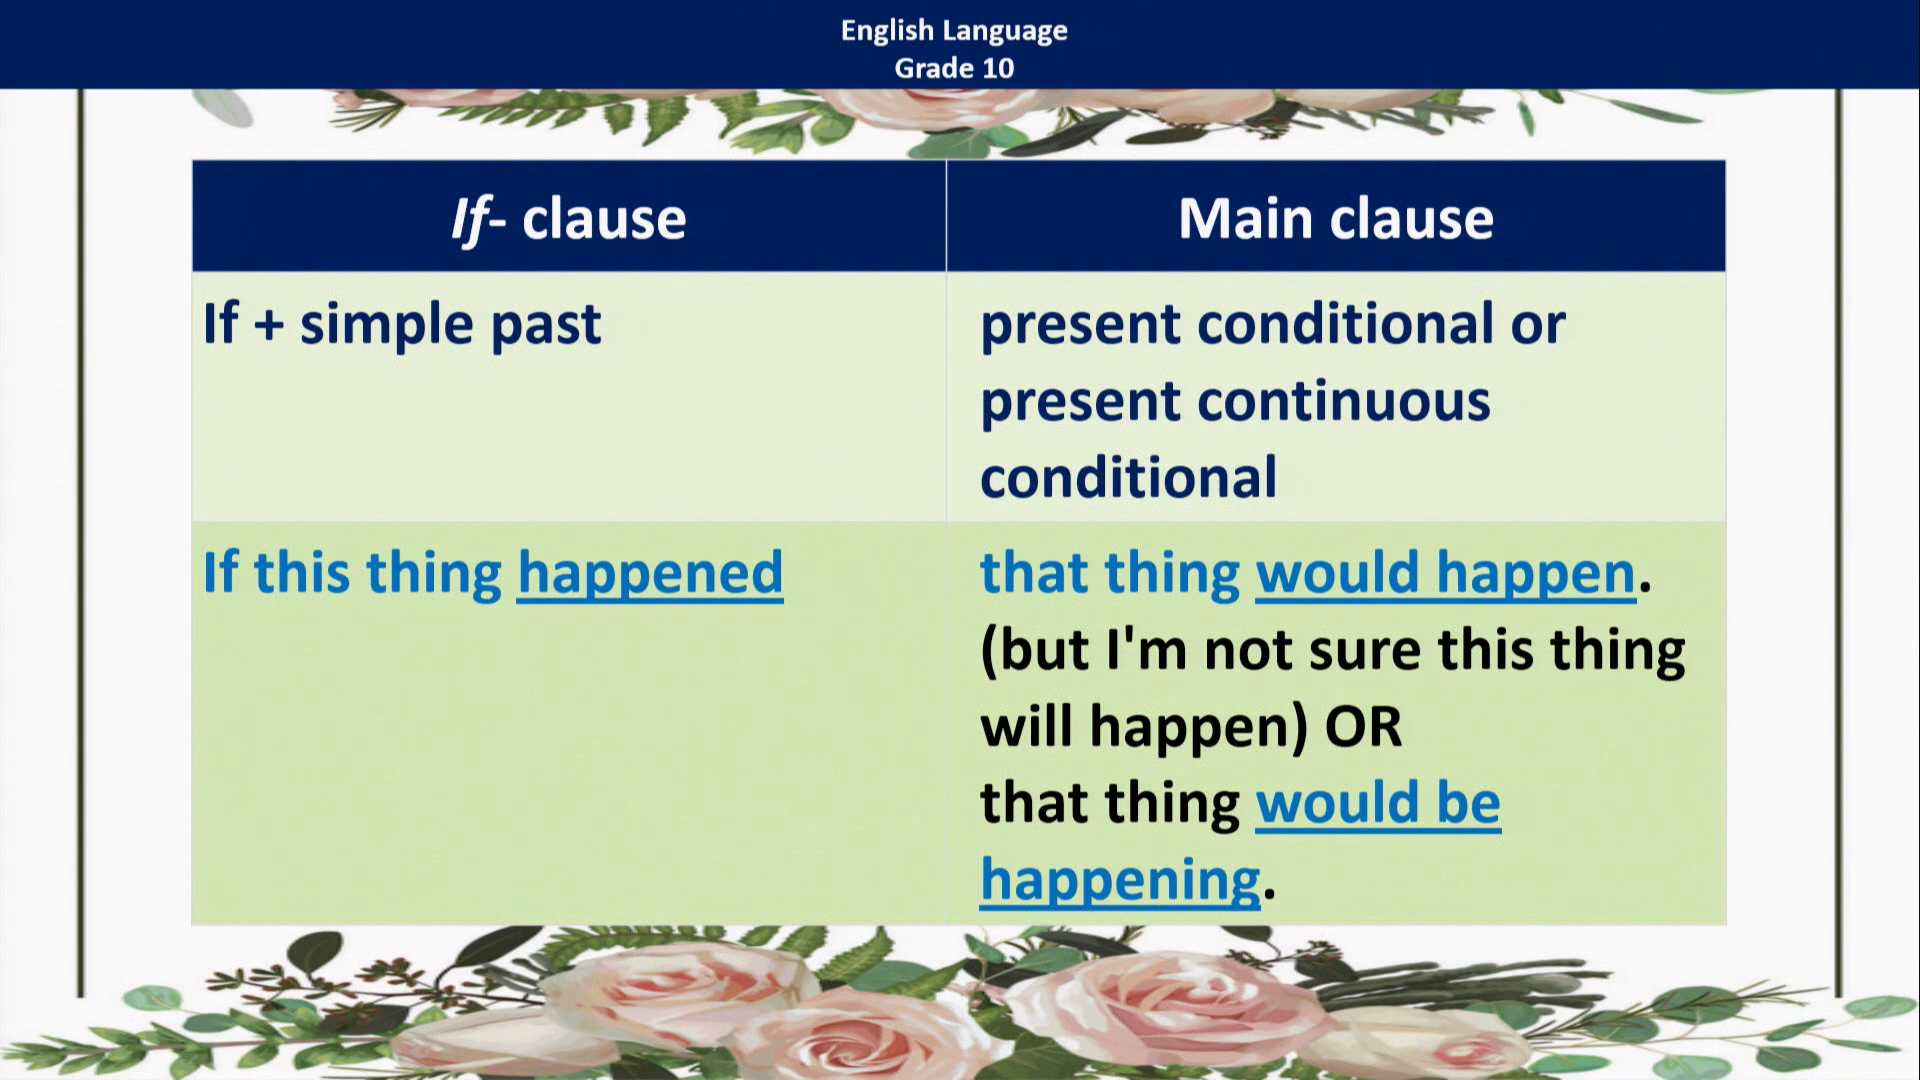 English Language
Grade 10
If- clause
Main clause
If + simple past
present conditional or
present continuous
conditional
If this thing happened
that thing would happen.
(but I'm not sure this thing
will happen) OR
that thing would be
happening.